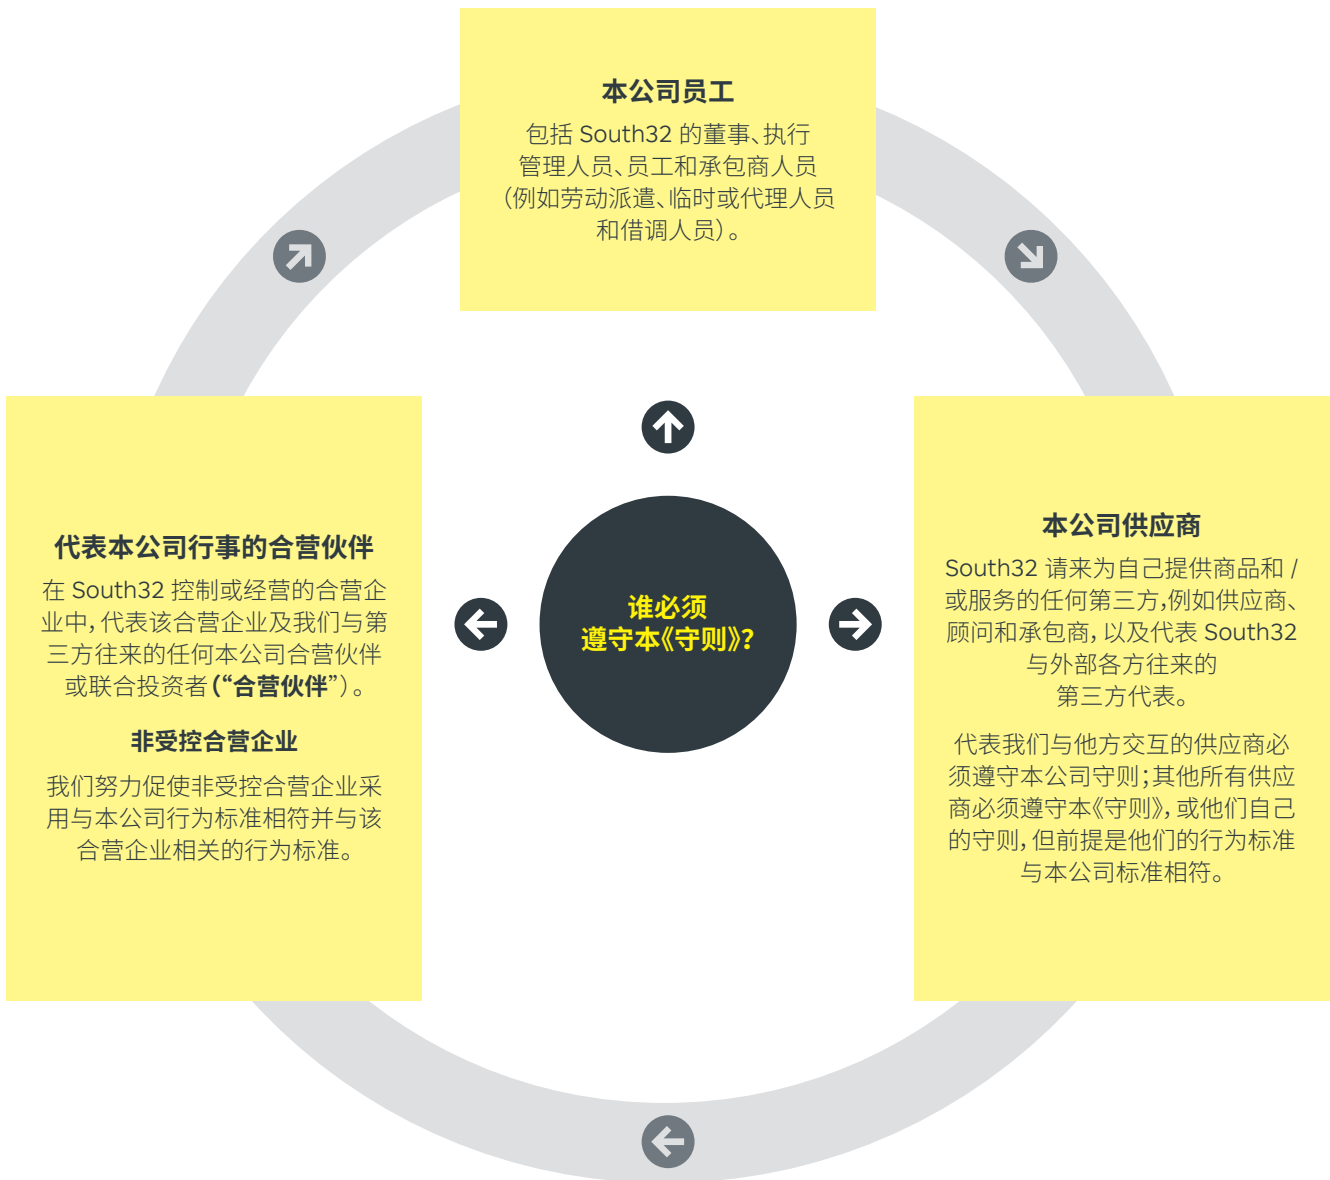 本公司员工
包括 South32 的董事、执行
管理人员、员工和承包商人员
（例如劳动派遣、临时或代理人员
和借调人员）。
代表本公司行事的合营伙伴
在 South32 控制或经营的合营企
业中，代表该合营企业及我们与第
三方往来的任何本公司合营伙伴
或联合投资者（“合营伙伴”）。
非受控合营企业
我们努力促使非受控合营企业采
用与本公司行为标准相符并与该
合营企业相关的行为标准。
谁必须
遵守本《守则》？
本公司供应商
South32 请来为自己提供商品和 /
或服务的任何第三方，例如供应商、
顾问和承包商，以及代表 South32
与外部各方往来的
第三方代表。
代表我们与他方交互的供应商必
须遵守本公司守则；其他所有供应
商必须遵守本《守则》，或他们自己
的守则，但前提是他们的行为标准
与本公司标准相符。